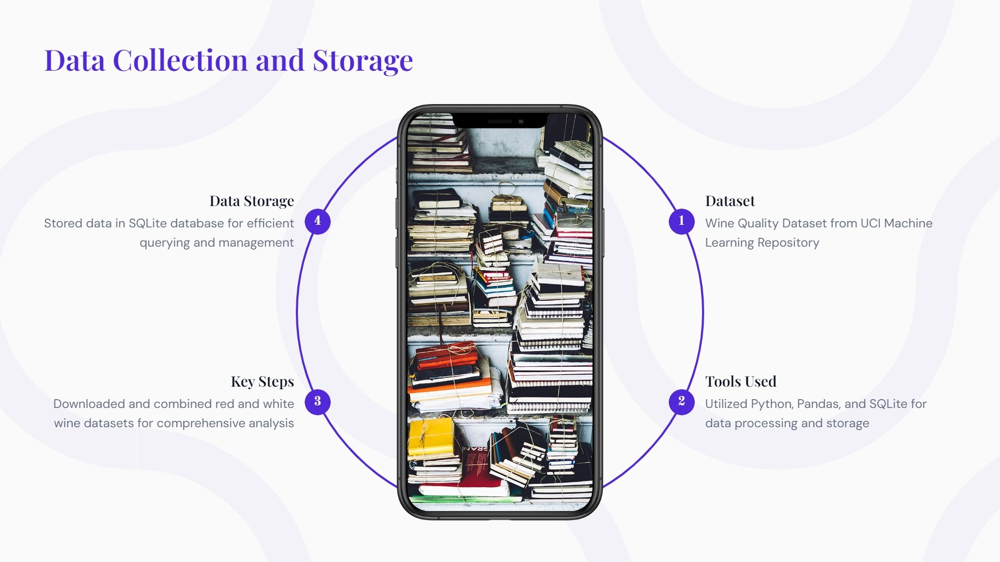 Data Collection and Storage
1
Dataset
Wine Quality Dataset from UCI Machine
Learning Repository
2
Tools Used
Utilized Python, Pandas, and SQLite for
data processing and storage
3
Key Steps
Downloaded and combined red and white
wine datasets for comprehensive analysis
4
Data Storage
Stored data in SQLite database for efficient
querying and management